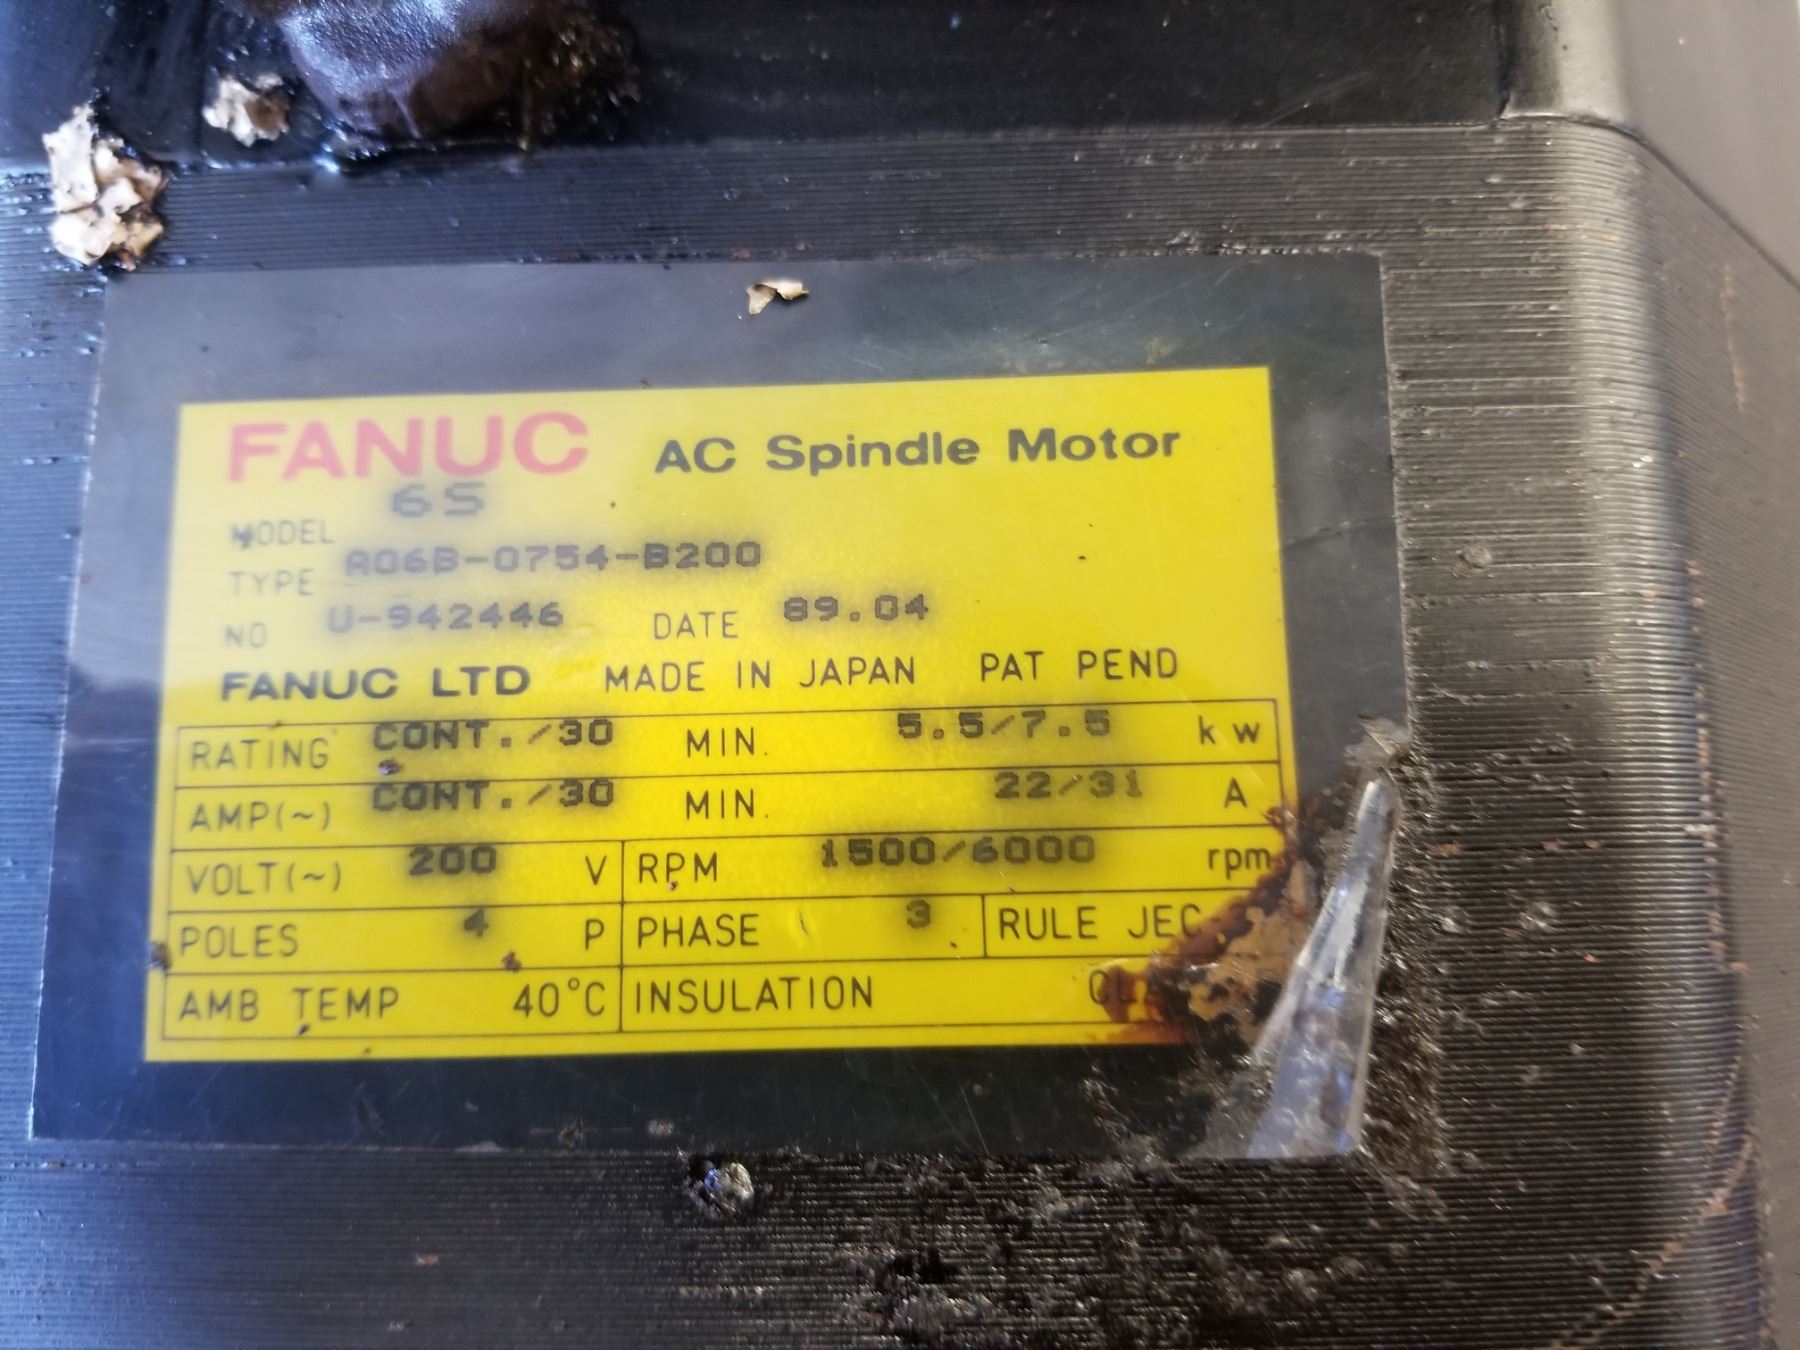 FANUC AC Spindle Motor
MODEL 6S
TYPE A06B-0754-B200
NO U-942446 DATE 89.04
FANUC LTD MADE IN JAPAN PAT PEND
RATING CONT./30 MIN. 5.5/7.5 kw
AMP(~) CONT./30 MIN. 22/31 A
VOLT(~) 200 V RPM 1500/6000 rpm
POLES 4 P PHASE 3 RULE JEC
AMB TEMP 40°C INSULATION